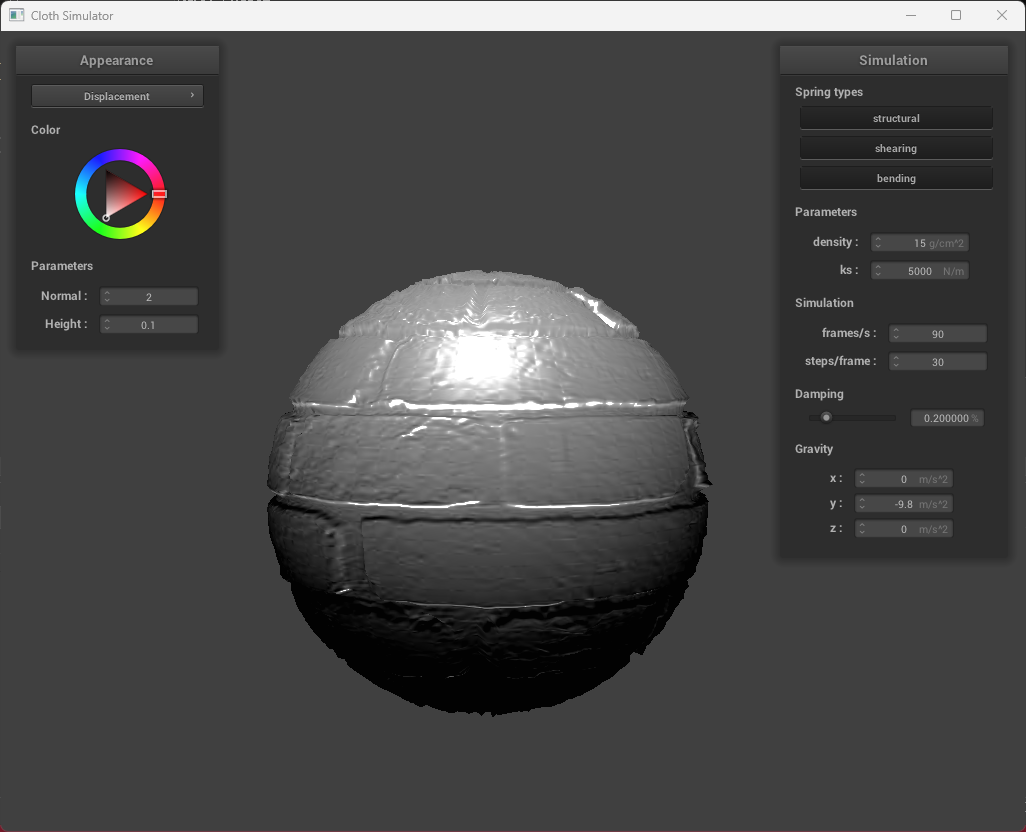 Cloth Simulator
Appearance
Displacement
Color
Parameters
Normal : 2
Height : 0.1
Simulation
Spring types
structural
shearing
bending
Parameters
density : 15 g/cm^2
ks : 5000 N/m
Simulation
frames/s : 90
steps/frame : 30
Damping
0.200000 %
Gravity
x : 0 m/s^2
y : -9.8 m/s^2
z : 0 m/s^2